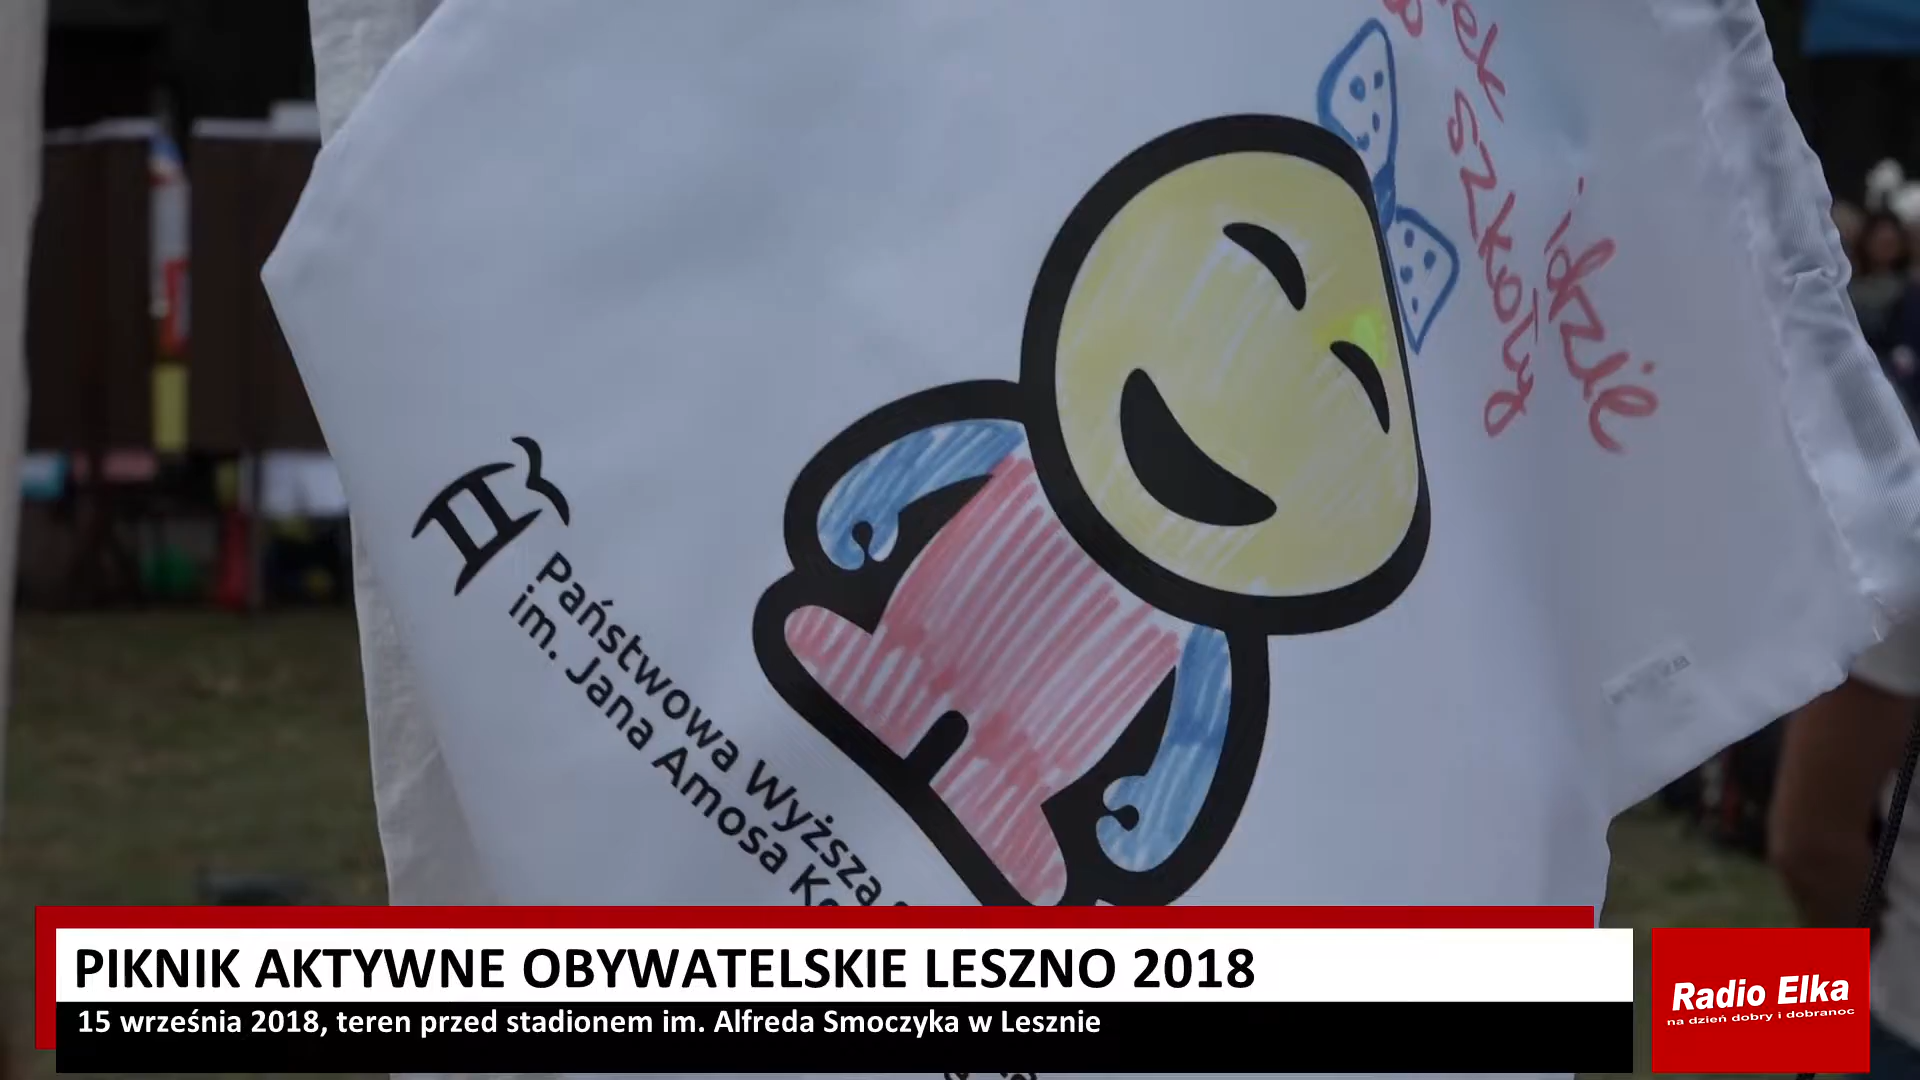 szkoły
idzie
Państwowa Wyższa
im. Jana Amosa
PIKNIK AKTYWNE OBYWATELSKIE LESZNO 2018
15 września 2018, teren przed stadionem im. Alfreda Smoczyka w Lesznie
Radio Elka
na dzień dobry i dobranoc